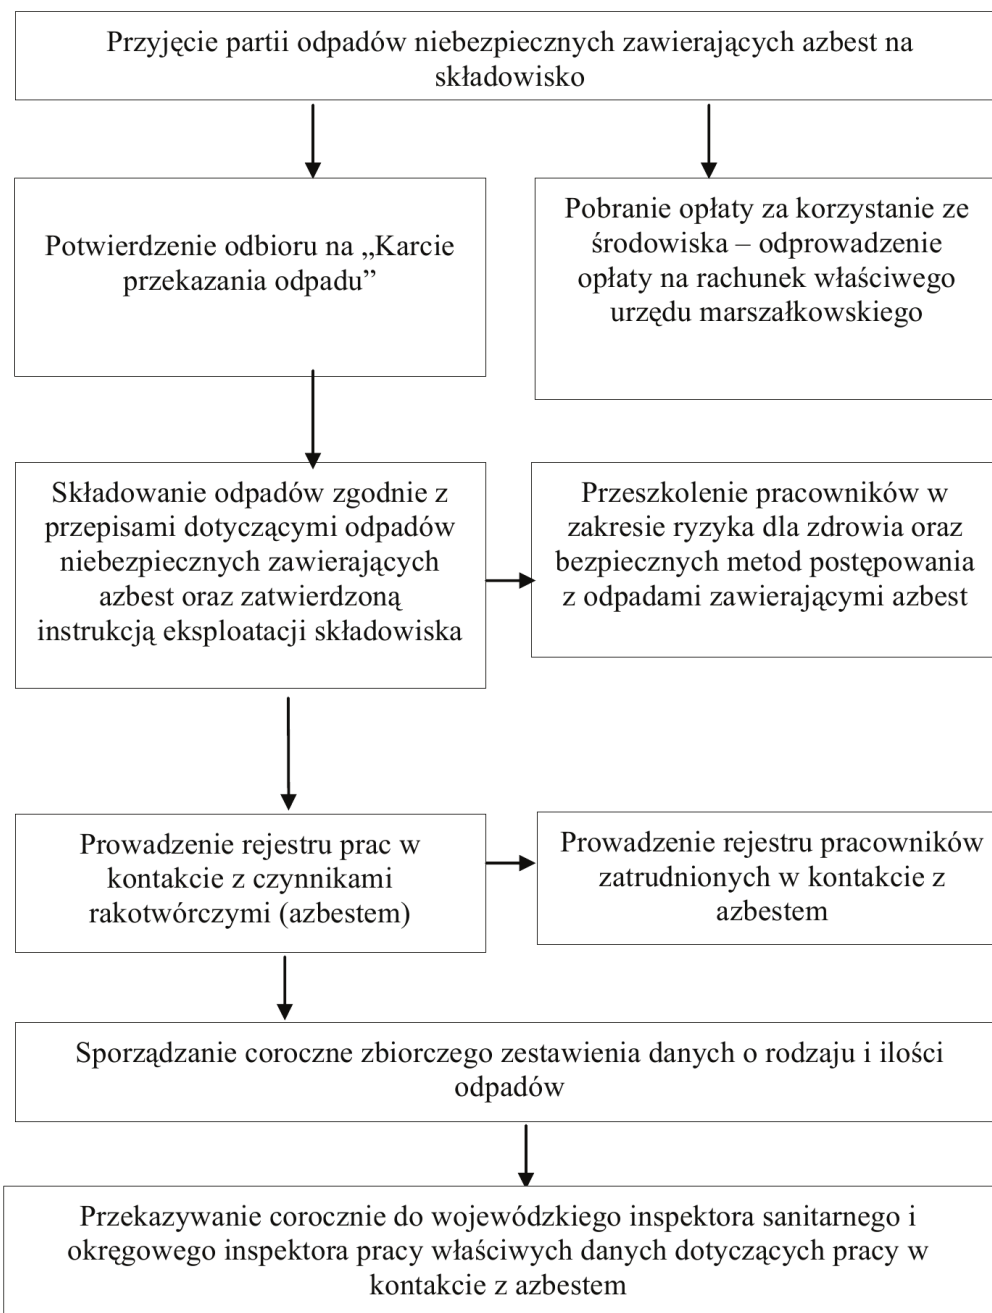 Przyjęcie partii odpadów niebezpiecznych zawierających azbest na
składowisko
Potwierdzenie odbioru na „Karcie
przekazania odpadu”
Pobranie opłaty za korzystanie ze
środowiska – odprowadzenie
opłaty na rachunek właściwego
urzędu marszałkowskiego
Składowanie odpadów zgodnie z
przepisami dotyczącymi odpadów
niebezpiecznych zawierających
azbest oraz zatwierdzoną
instrukcją eksploatacji składowiska
Przeszkolenie pracowników w
zakresie ryzyka dla zdrowia oraz
bezpiecznych metod postępowania
z odpadami zawierającymi azbest
Prowadzenie rejestru prac w
kontakcie z czynnikami
rakotwórczymi (azbestem)
Prowadzenie rejestru pracowników
zatrudnionych w kontakcie z
azbestem
Sporządzanie coroczne zbiorczego zestawienia danych o rodzaju i ilości
odpadów
Przekazywanie corocznie do wojewódzkiego inspektora sanitarnego i
okręgowego inspektora pracy właściwych danych dotyczących pracy w
kontakcie z azbestem